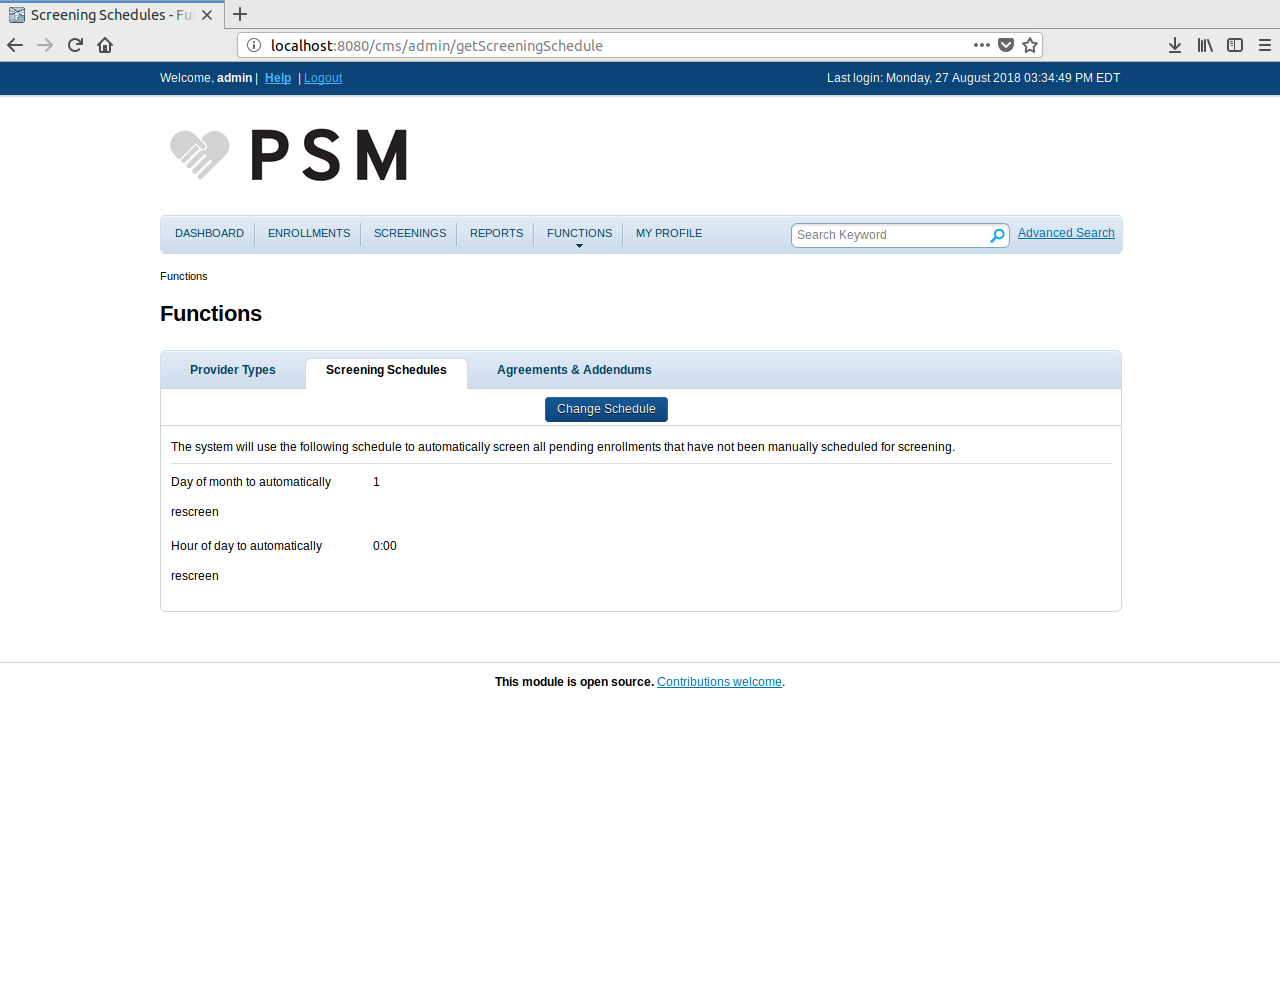 Screening Schedules - Fu
localhost:8080/cms/admin/getScreeningSchedule
Welcome, admin | Help | Logout
Last login: Monday, 27 August 2018 03:34:49 PM EDT
PSM
DASHBOARD ENROLLMENTS SCREENINGS REPORTS FUNCTIONS MY PROFILE
Search Keyword
Advanced Search
Functions
Functions
Provider Types Screening Schedules Agreements & Addendums
Change Schedule
The system will use the following schedule to automatically screen all pending enrollments that have not been manually scheduled for screening.
Day of month to automatically 1
rescreen
Hour of day to automatically 0:00
rescreen
This module is open source. Contributions welcome.